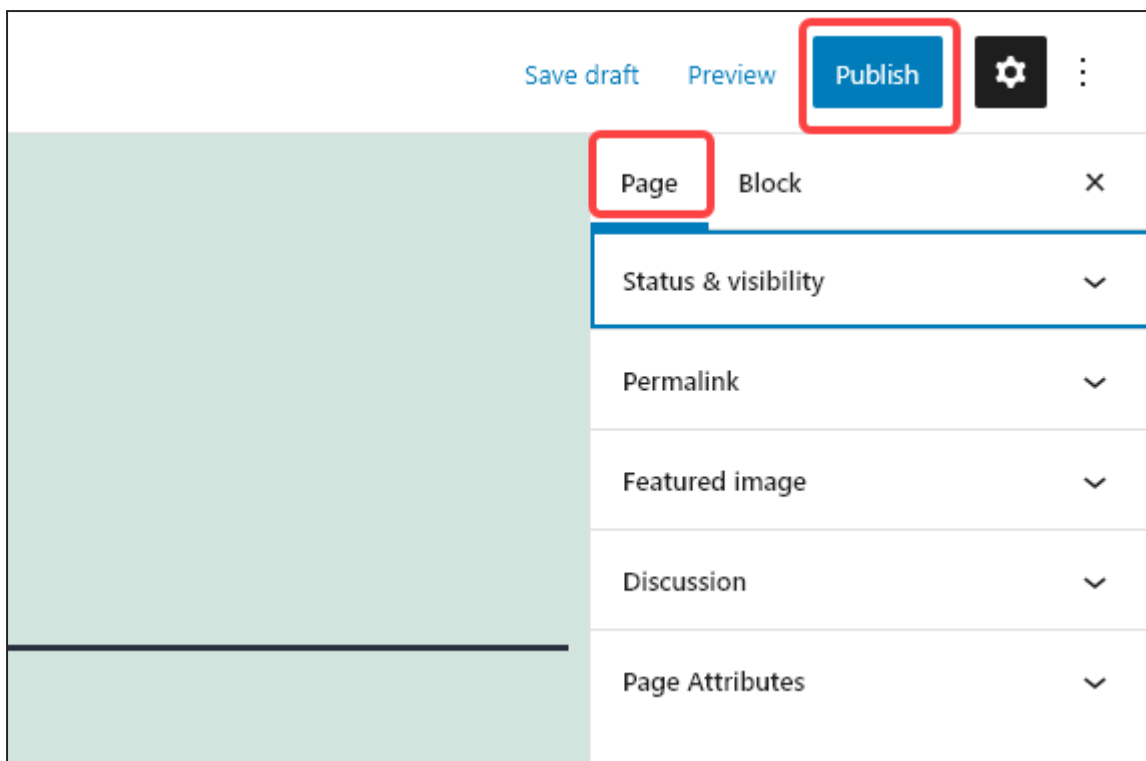 Save draft Preview Publish
Page Block
Status & visibility
Permalink
Featured image
Discussion
Page Attributes